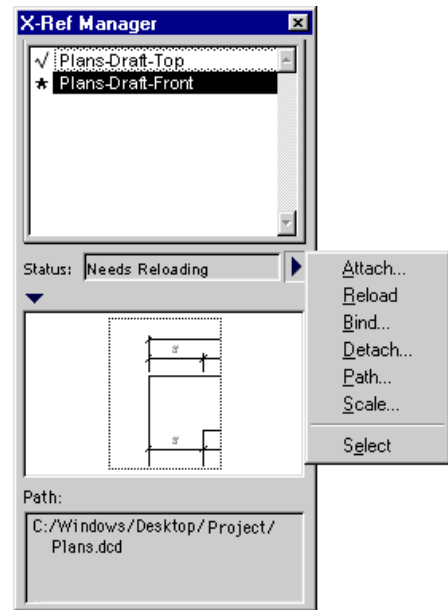 X-Ref Manager
√ Plans-Draft-Top
* Plans-Draft-Front
Status: Needs Reloading
Attach...
Reload
Bind...
Detach...
Path...
Scale...
Select
Path:
C:/Windows/Desktop/Project/
Plans.dcd